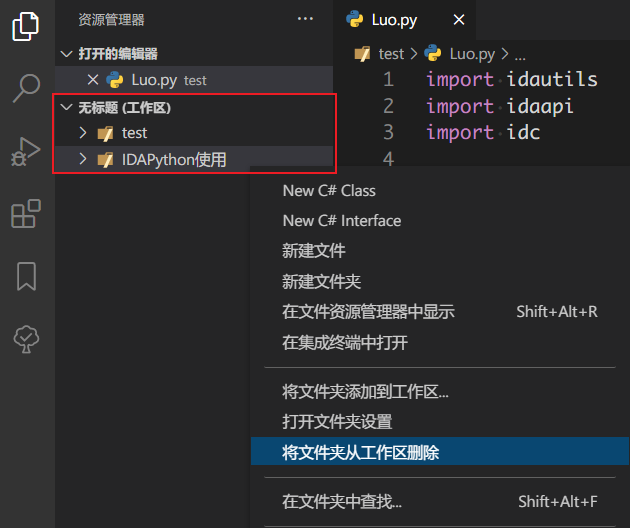 资源管理器 ...
打开的编辑器
Luo.py test
无标题 (工作区)
test
IDAPython使用
Luo.py
test > Luo.py > ...
1 import idautils
2 import idaapi
3 import idc
4
New C# Class
New C# Interface
新建文件
新建文件夹
在文件资源管理器中显示 Shift+Alt+R
在集成终端中打开
将文件夹添加到工作区...
打开文件夹设置
将文件夹从工作区删除
在文件夹中查找... Shift+Alt+F